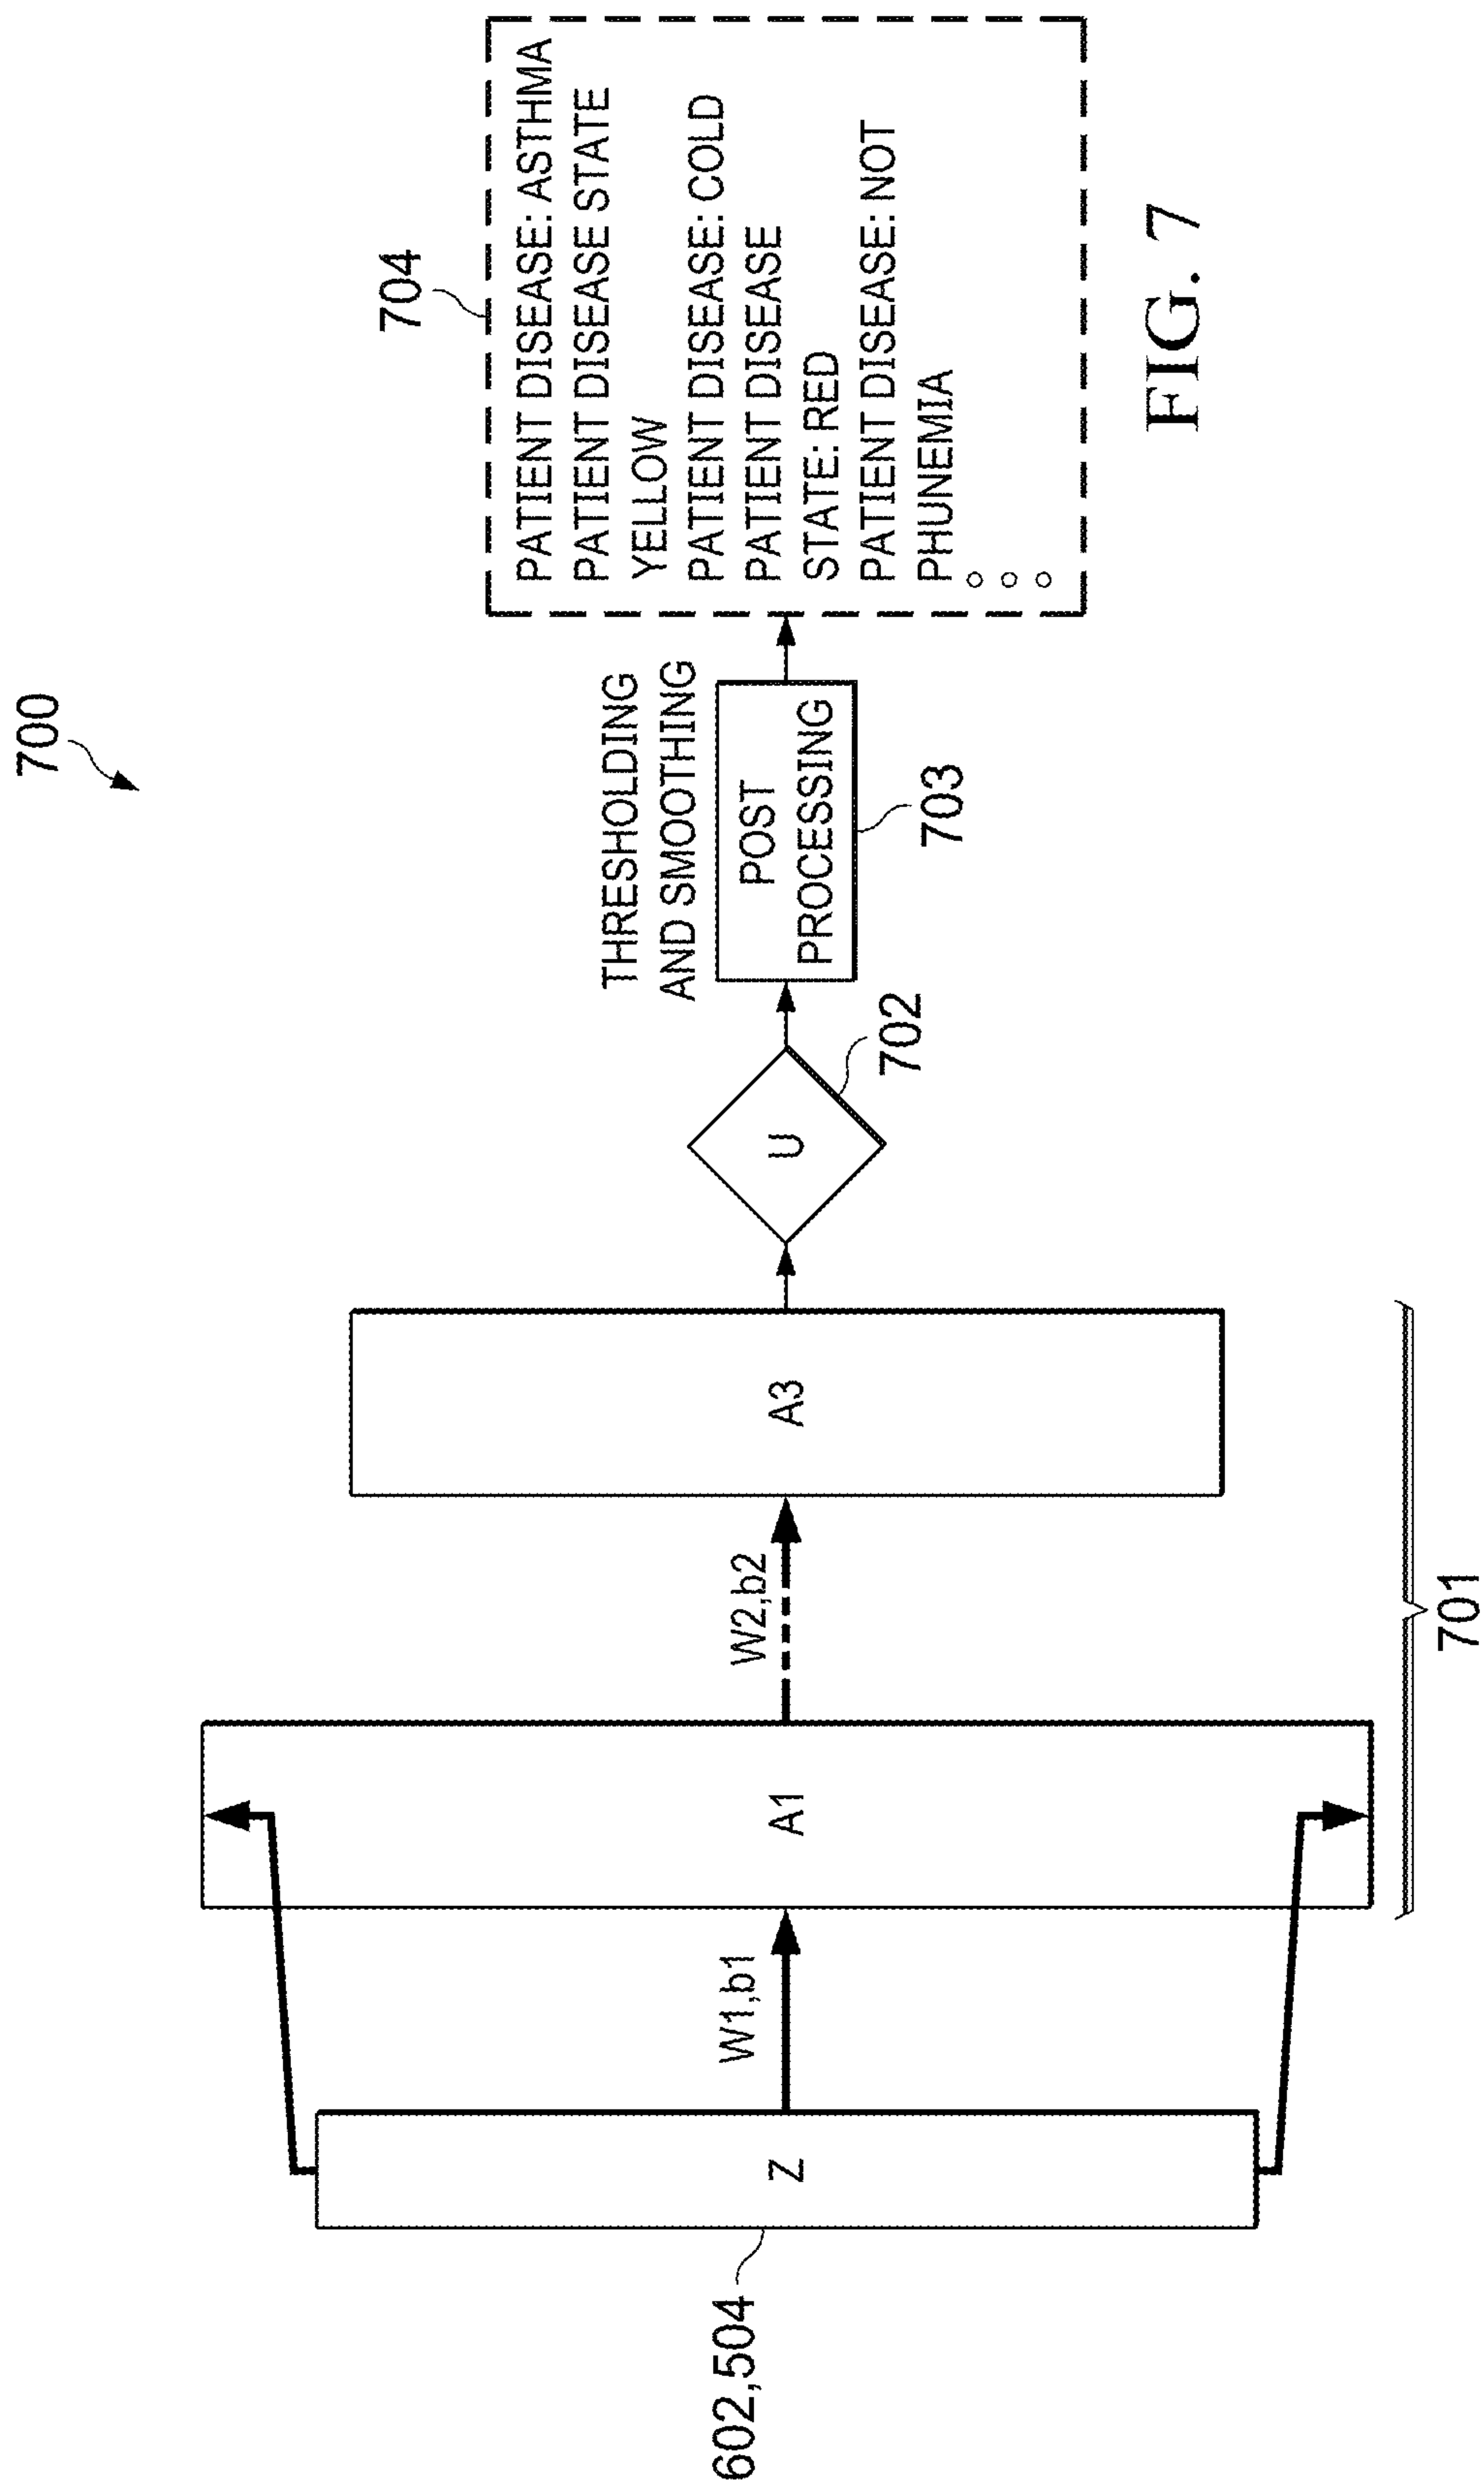 700
602,504
Z
W1,b1
A1
W2,b2
A3
701
U
702
THRESHOLDING
AND SMOOTHING
POST
PROCESSING
703
704
PATIENT DISEASE: ASTHMA
PATIENT DISEASE STATE
YELLOW
PATIENT DISEASE: COLD
PATIENT DISEASE
STATE: RED
PATIENT DISEASE: NOT
PHUNEMIA
FIG. 7